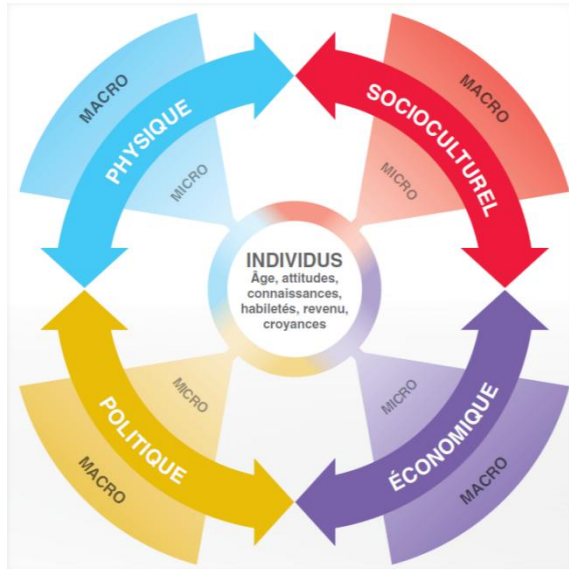 MACRO
PHYSIQUE
MICRO
MACRO
SOCIOCULTUREL
MICRO
INDIVIDUS
Âge, attitudes,
connaissances,
habiletés, revenu,
croyances
MICRO
POLITIQUE
MACRO
MICRO
ÉCONOMIQUE
MACRO